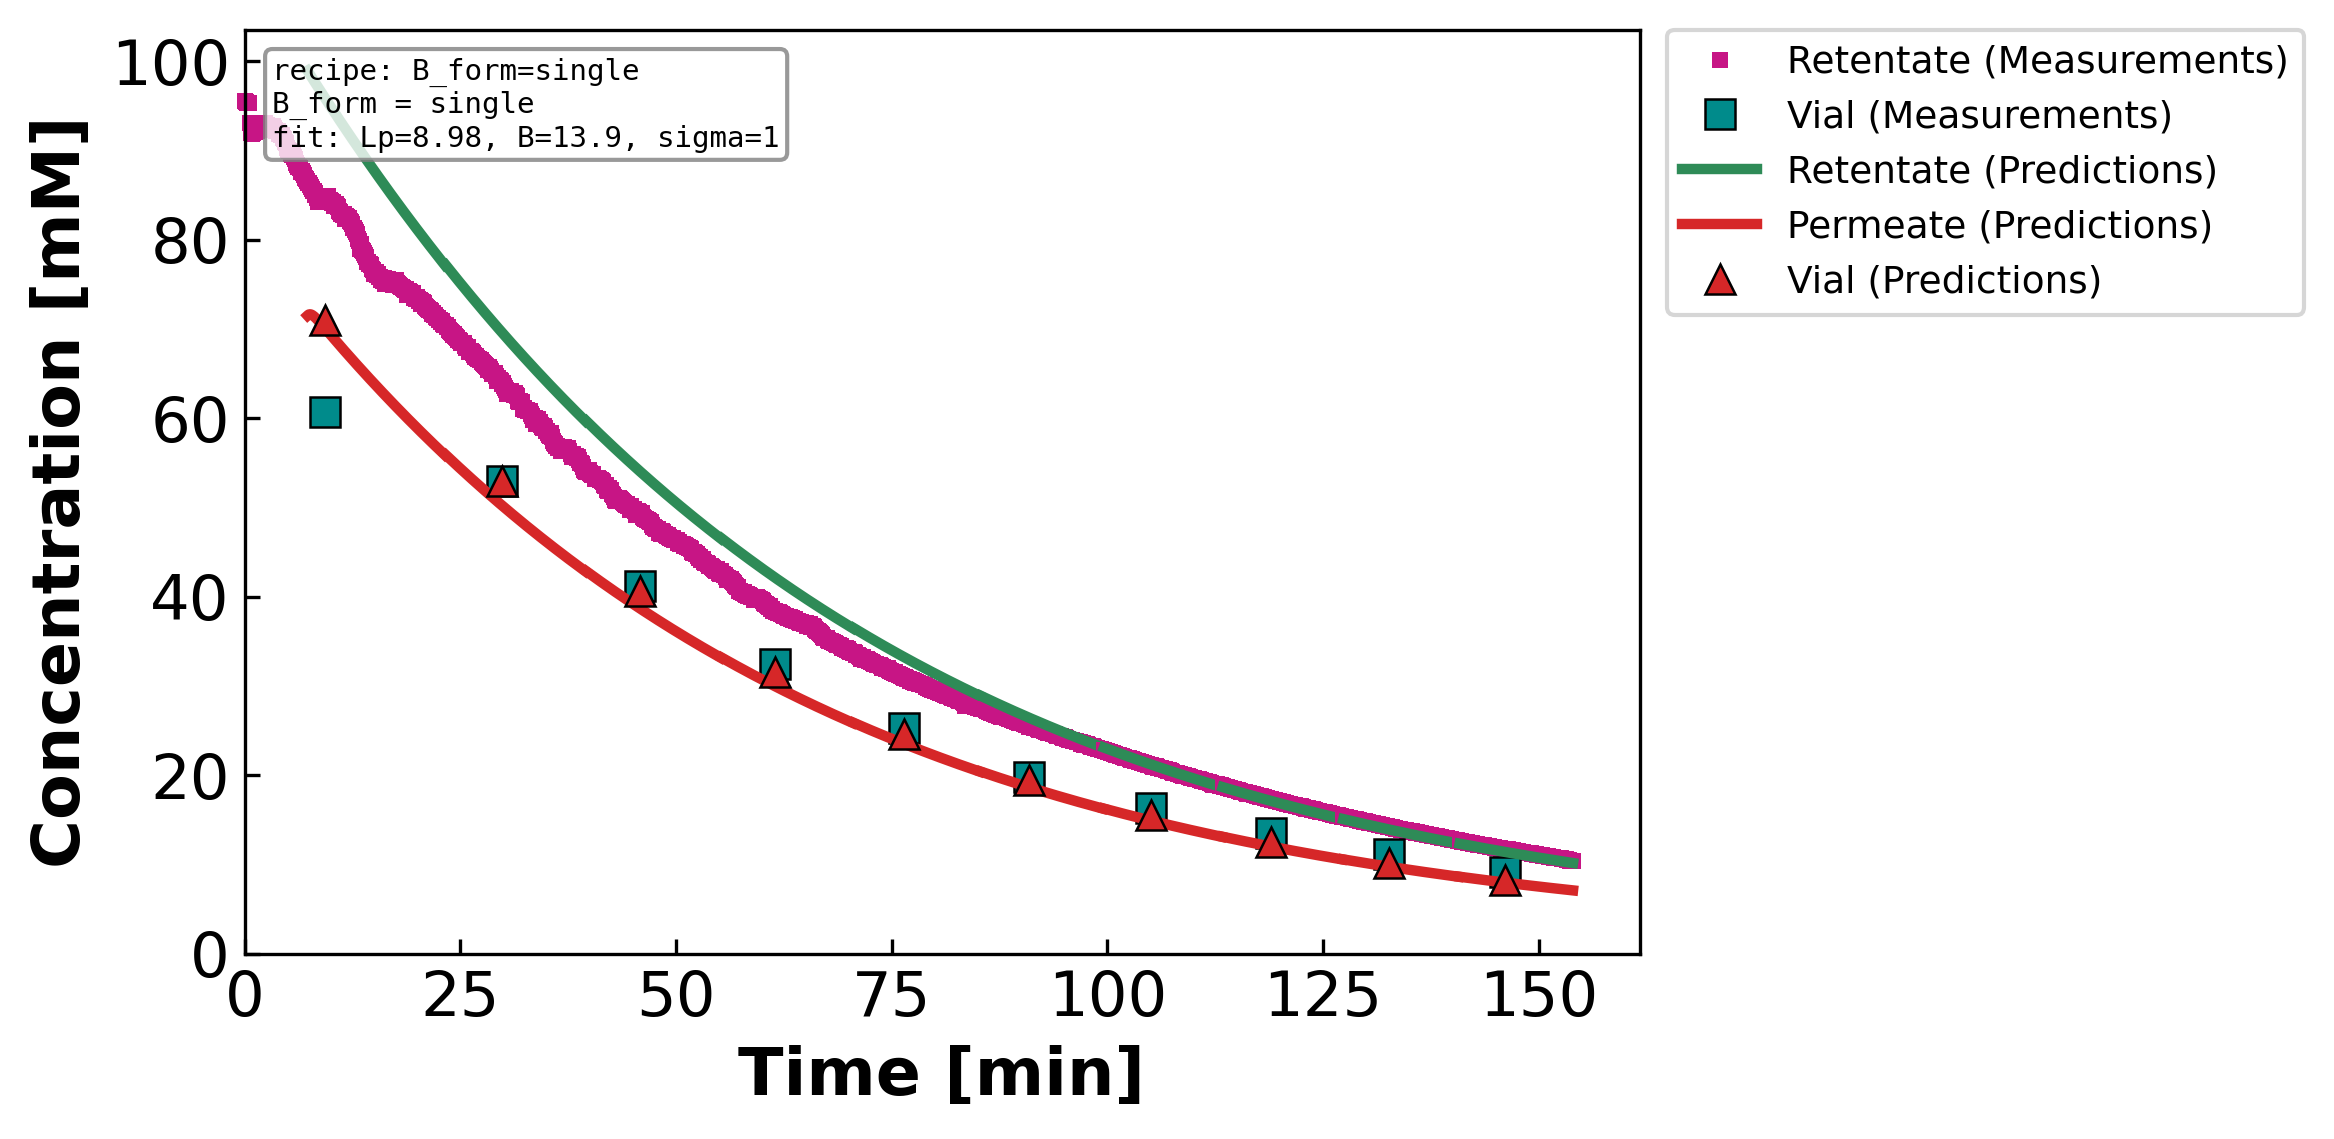 100
80
60
40
20
0
Concentration [mM]
recipe: B_form=single
B_form = single
fit: Lp=8.98, B=13.9, sigma=1
0 25 50 75 100 125 150
Time [min]
Retentate (Measurements)
Vial (Measurements)
Retentate (Predictions)
Permeate (Predictions)
Vial (Predictions)